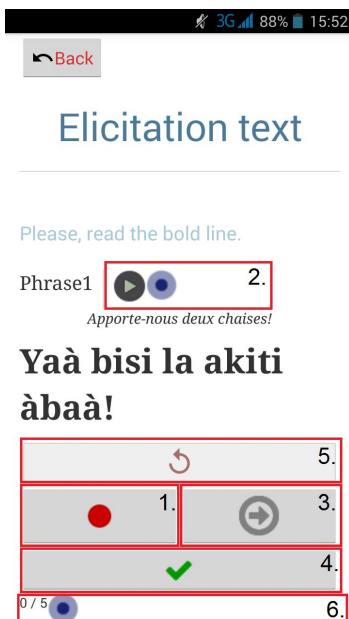 3G 88% 15:52
Back
Elicitation text
Please, read the bold line.
Phrase1 2.
Apporte-nous deux chaises!
Yaà bisi la akiti
àbaà!
5.
1. 3.
4.
0 / 5 6.